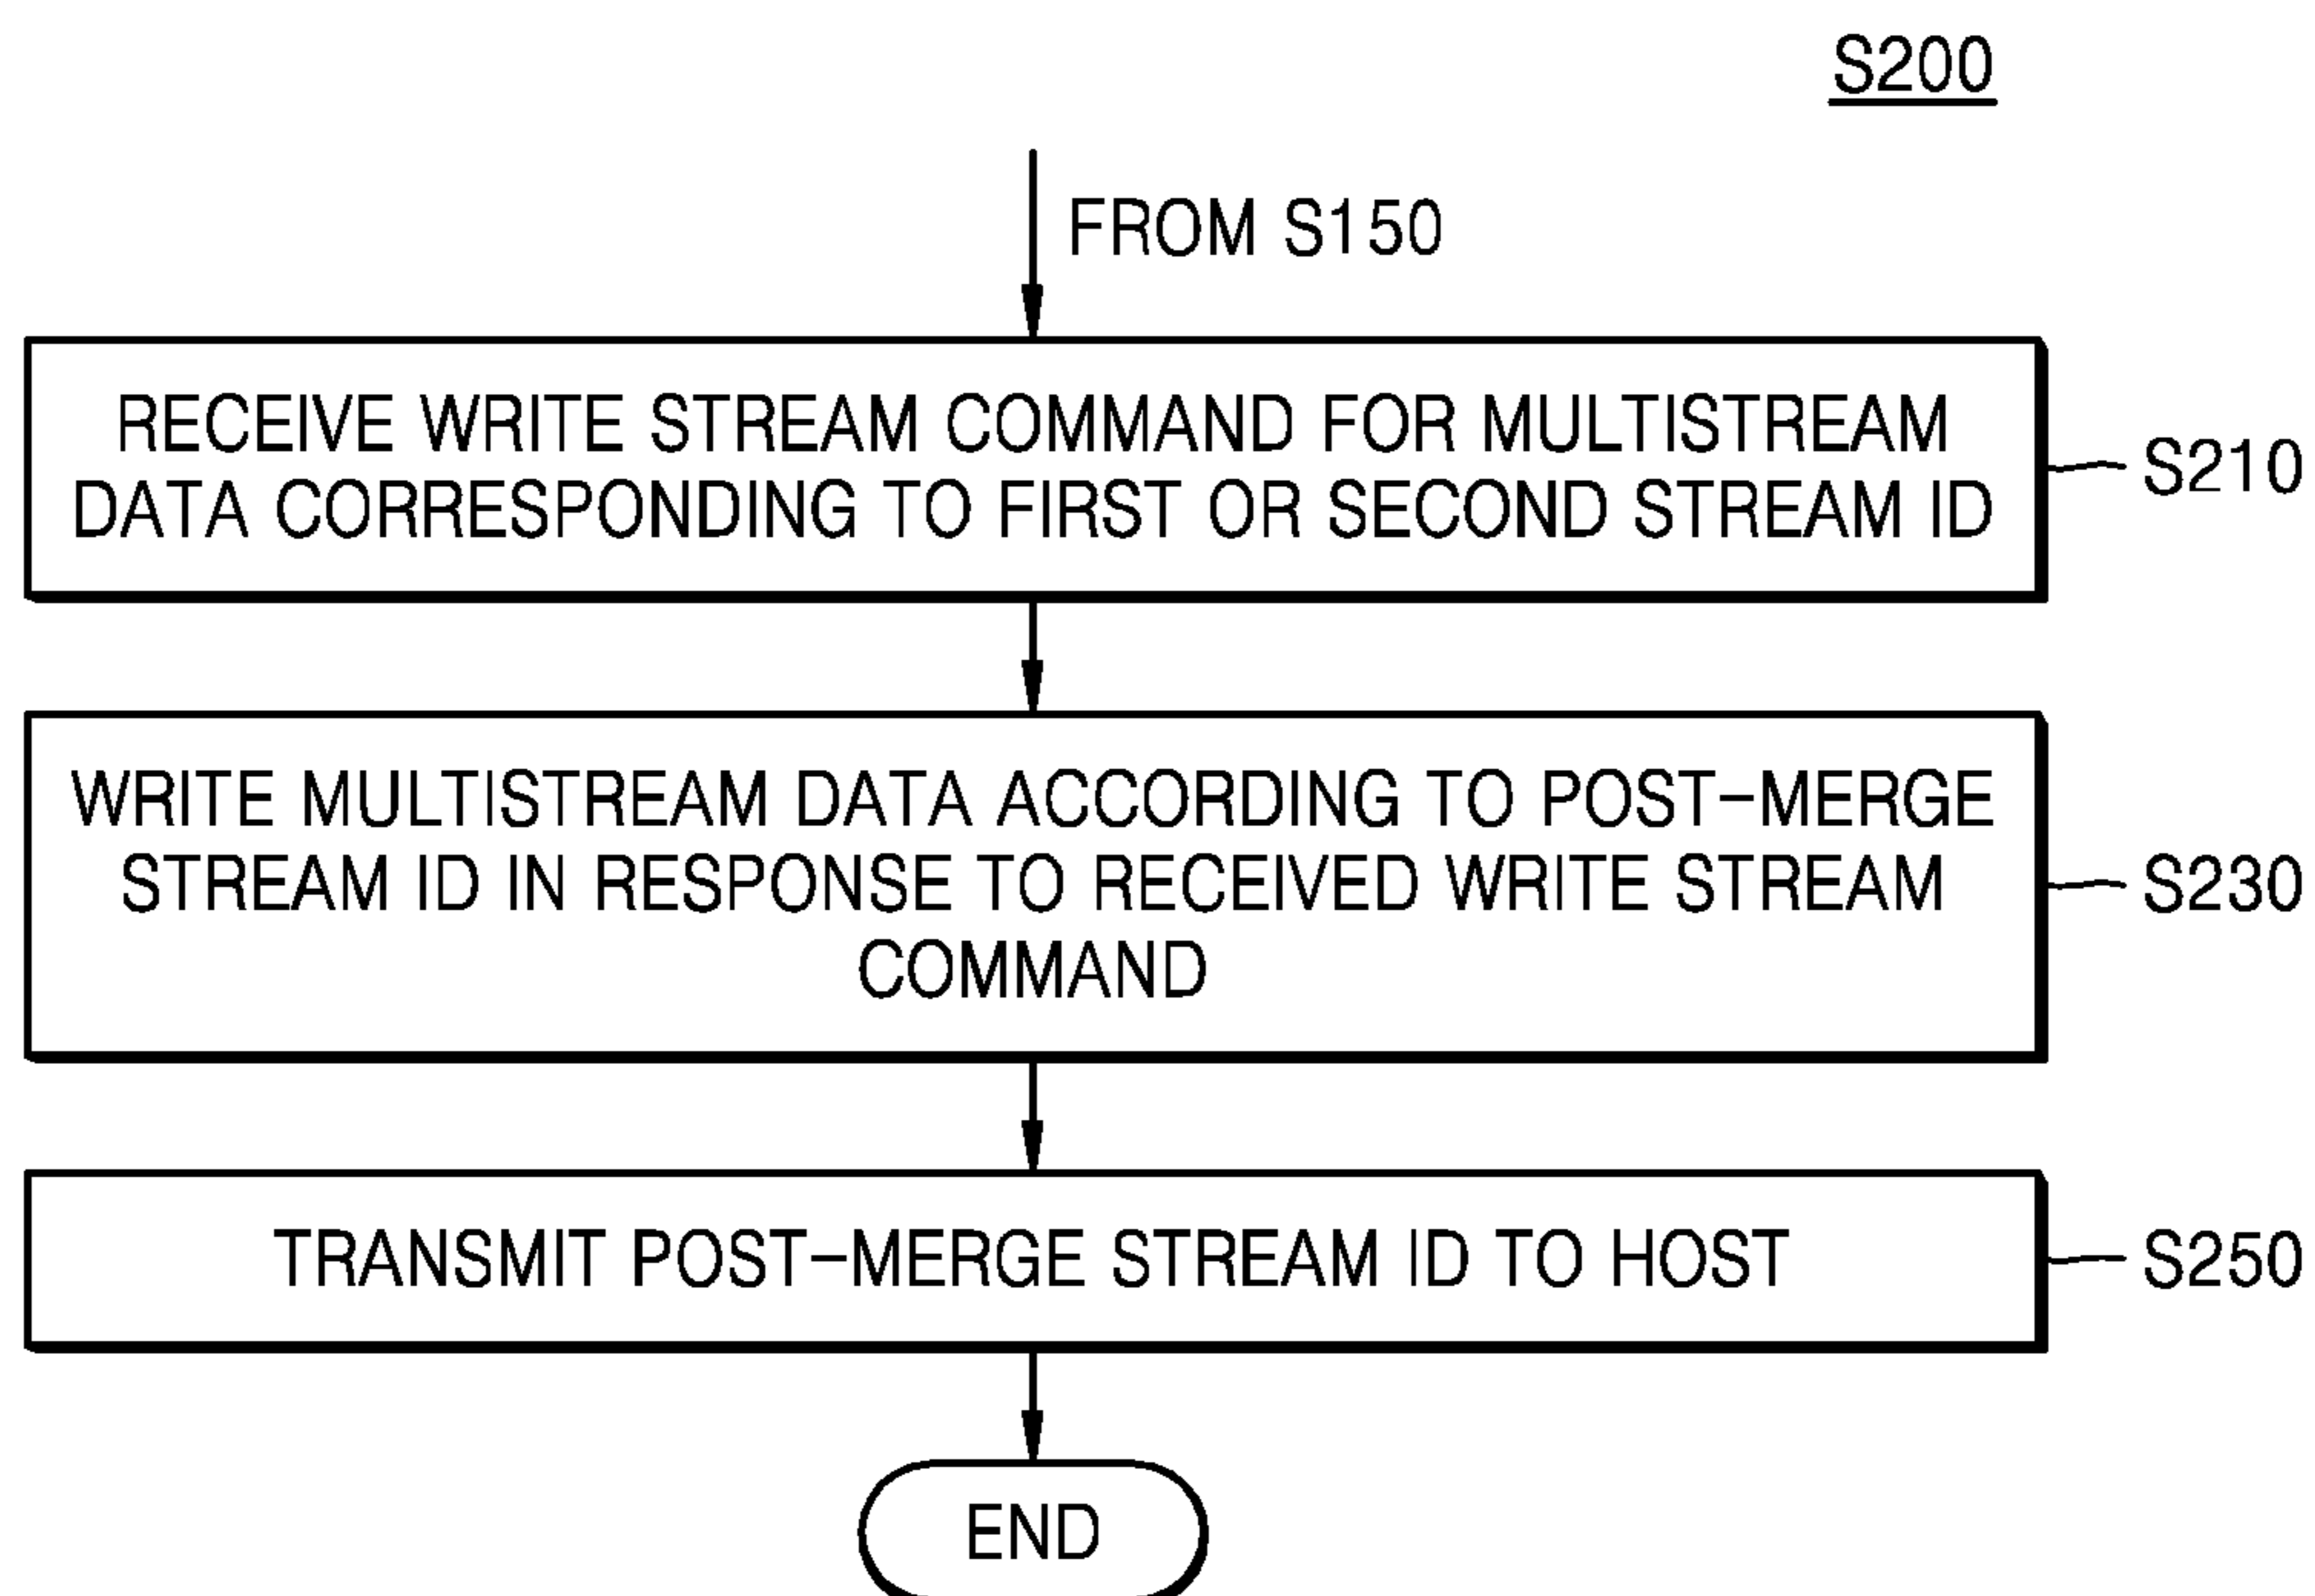 S200
FROM S150
RECEIVE WRITE STREAM COMMAND FOR MULTISTREAM
DATA CORRESPONDING TO FIRST OR SECOND STREAM ID
S210
WRITE MULTISTREAM DATA ACCORDING TO POST-MERGE
STREAM ID IN RESPONSE TO RECEIVED WRITE STREAM
COMMAND
S230
TRANSMIT POST-MERGE STREAM ID TO HOST
S250
END